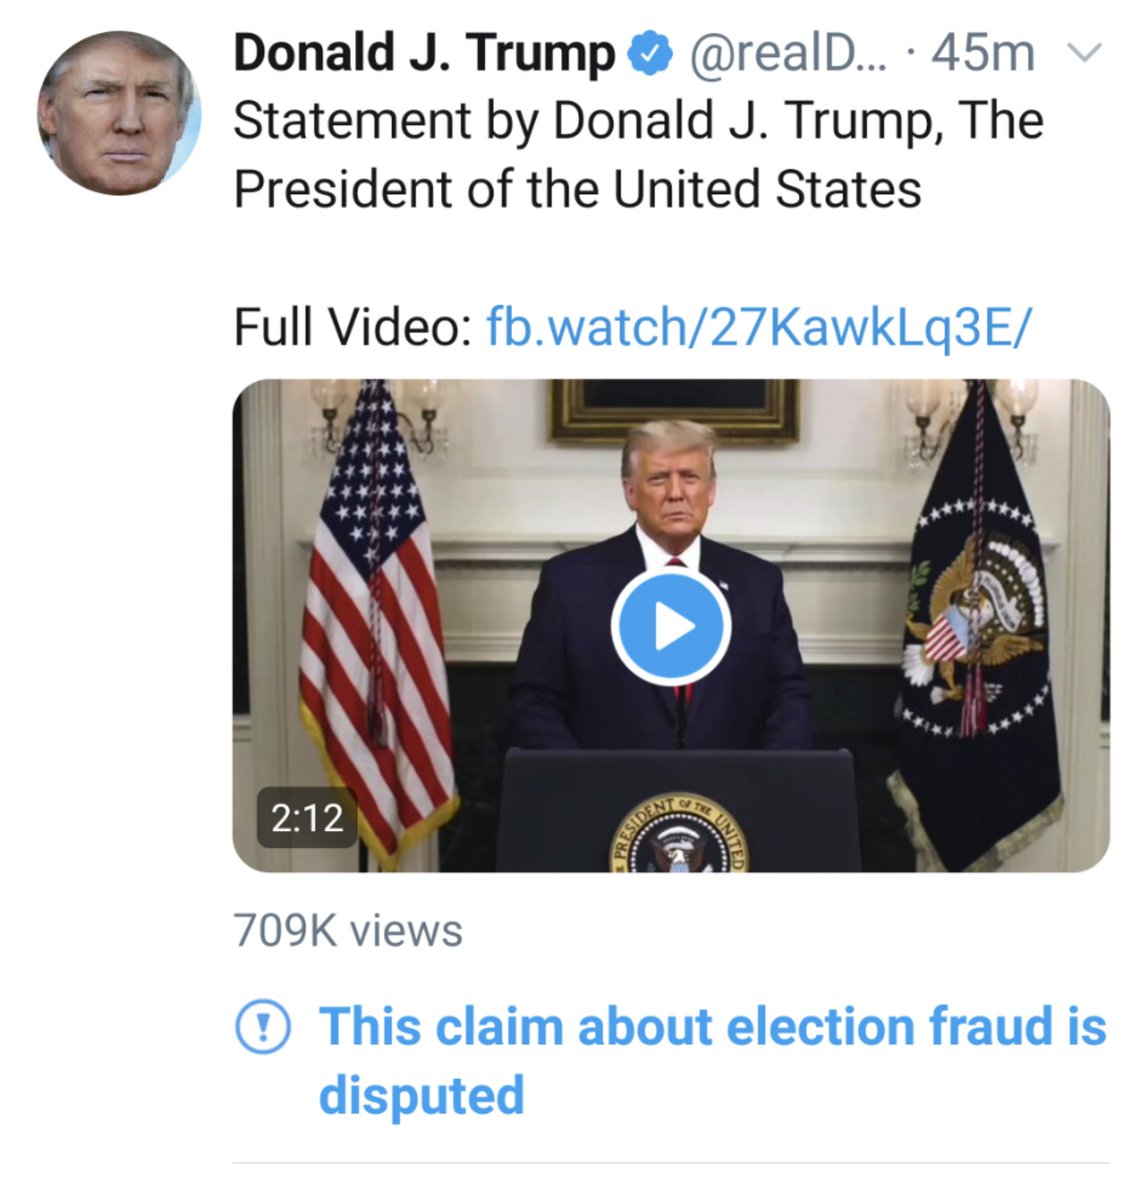 Donald J. Trump @realD... · 45m
Statement by Donald J. Trump, The
President of the United States
Full Video: fb.watch/27KawkLq3E/
PRESIDENT OF THE UNITED
2:12
709K views
This claim about election fraud is
disputed